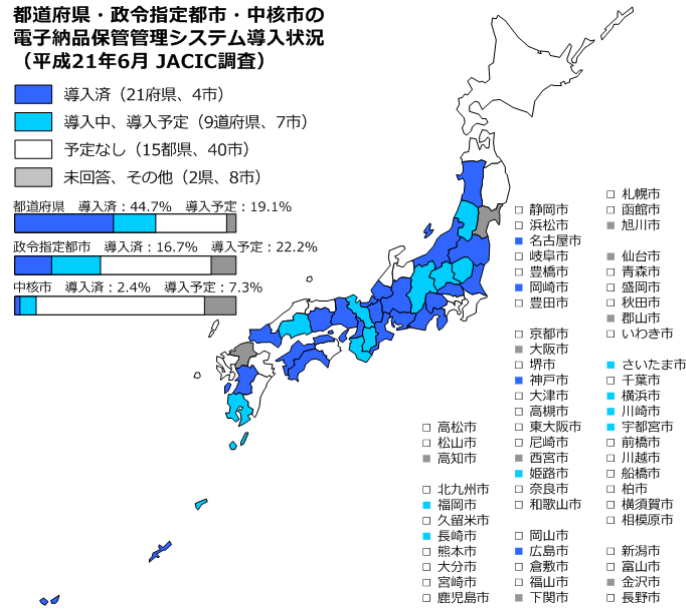 都道府県・政令指定都市・中核市の
電子納品保管管理システム導入状況
（平成21年6月 JACIC調査）
導入済（21府県、4市）
導入中、導入予定（9道府県、7市）
予定なし（15都県、40市）
未回答、その他（2県、8市）
都道府県　導入済：44.7%　導入予定：19.1%
政令指定都市　導入済：16.7%　導入予定：22.2%
中核市　導入済：2.4%　導入予定：7.3%
札幌市
函館市
旭川市
仙台市
青森市
盛岡市
秋田市
郡山市
いわき市
さいたま市
千葉市
横浜市
川崎市
宇都宮市
前橋市
川越市
船橋市
柏市
横須賀市
相模原市
新潟市
富山市
金沢市
長野市
静岡市
浜松市
名古屋市
岐阜市
豊橋市
岡崎市
豊田市
京都市
大阪市
堺市
神戸市
大津市
高槻市
東大阪市
尼崎市
西宮市
姫路市
奈良市
和歌山市
岡山市
広島市
倉敷市
福山市
下関市
高松市
松山市
高知市
北九州市
福岡市
久留米市
長崎市
熊本市
大分市
宮崎市
鹿児島市